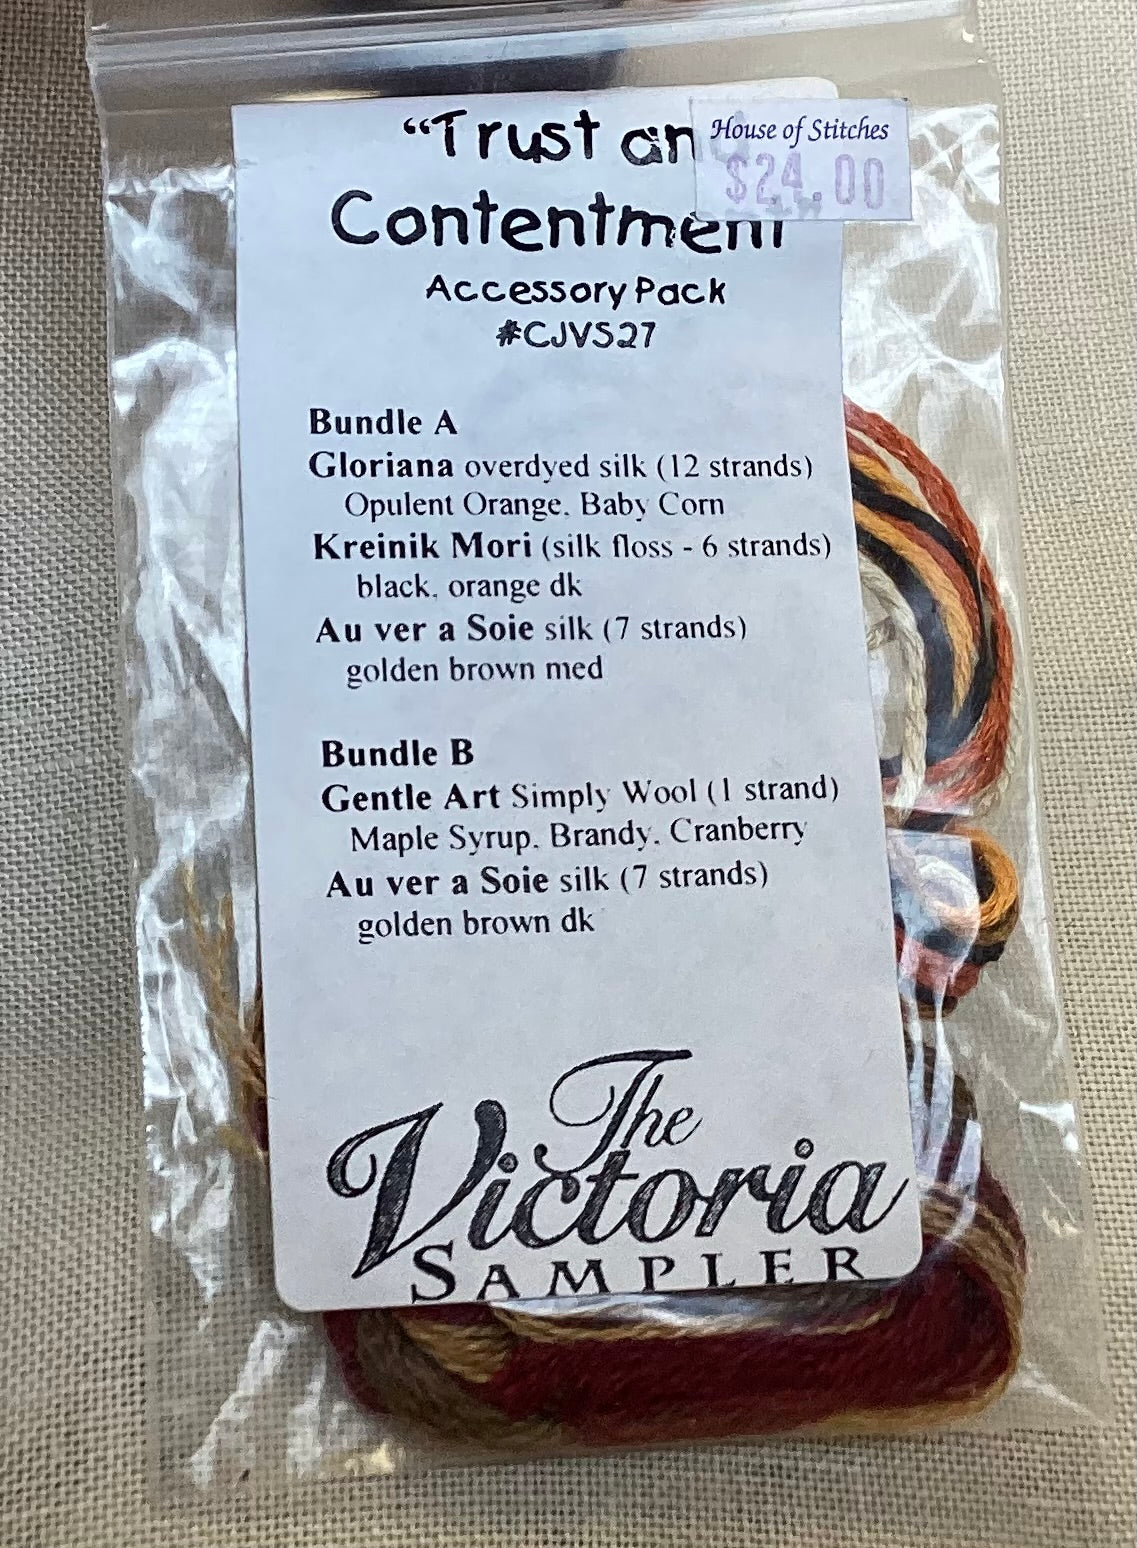 "Trust and
House of Stitches
$24.00
Contentment
Accessory Pack
#CJVS27
Bundle A
Gloriana overdyed silk (12 strands)
Opulent Orange, Baby Corn
Kreinik Mori (silk floss - 6 strands)
black, orange dk
Au ver a Soie silk (7 strands)
golden brown med
Bundle B
Gentle Art Simply Wool (1 strand)
Maple Syrup, Brandy, Cranberry
Au ver a Soie silk (7 strands)
golden brown dk
The
Victoria
SAMPLER